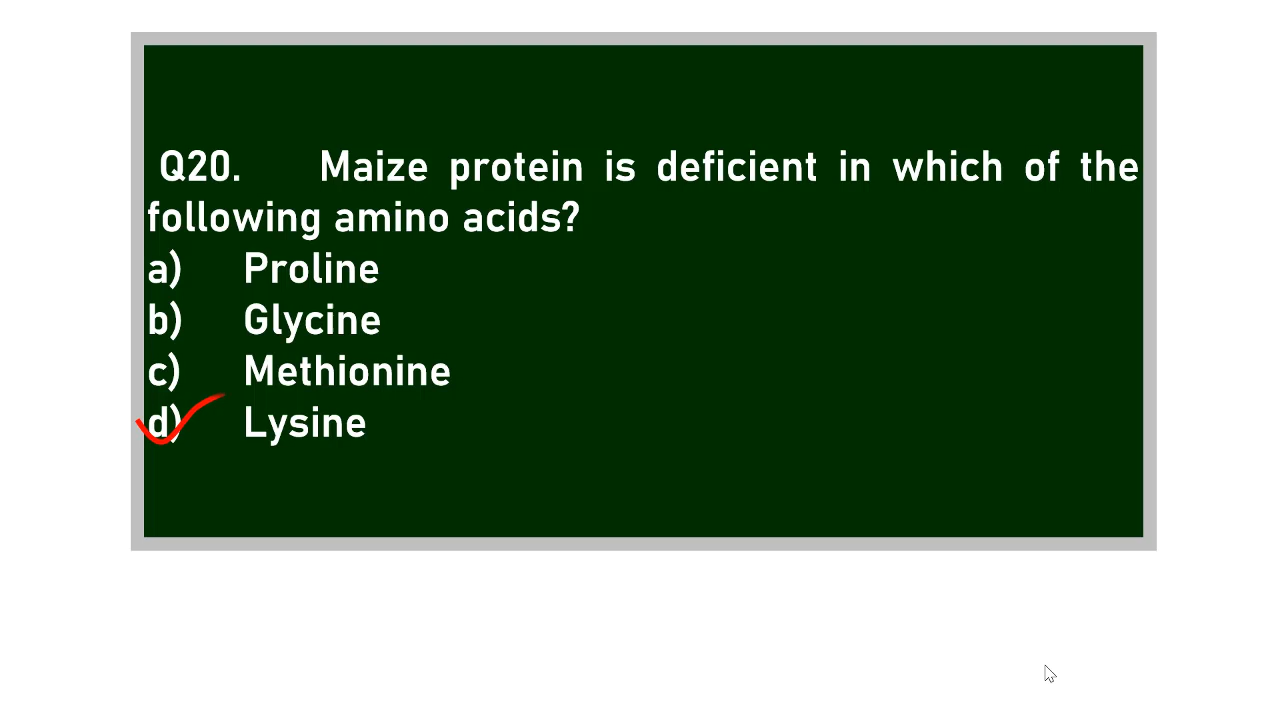 Q20. Maize protein is deficient in which of the
following amino acids?
a) Proline
b) Glycine
c) Methionine
d) Lysine